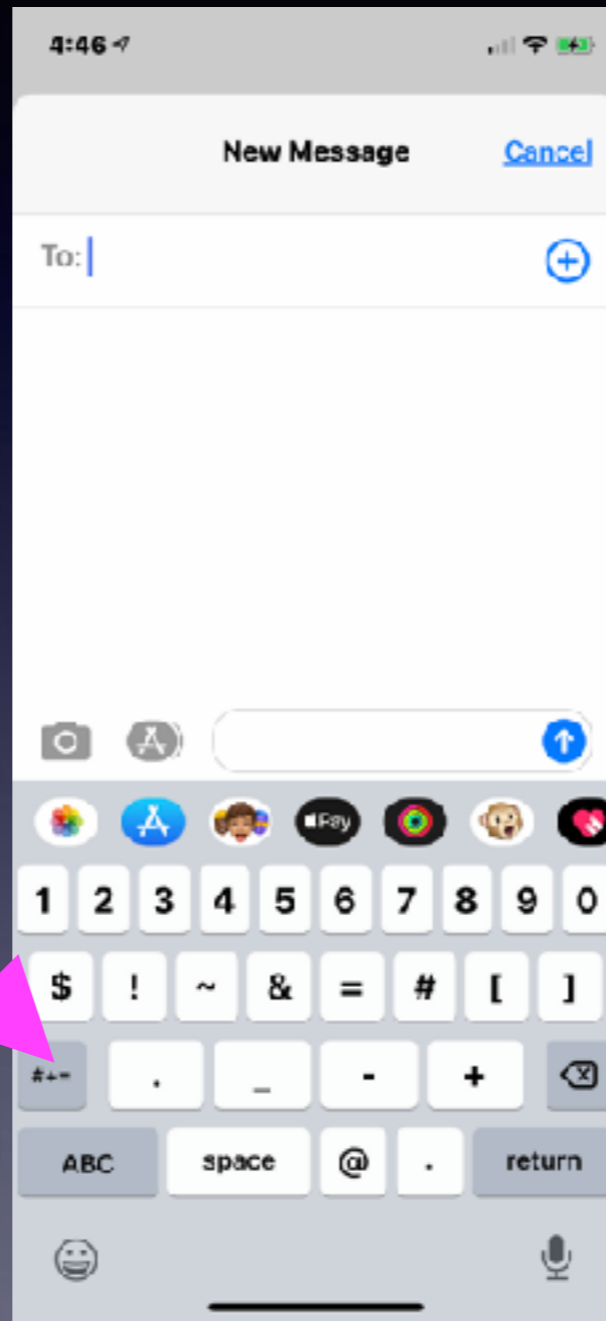 4:46
New Message Cancel
To:
Pay
1 2 3 4 5 6 7 8 9 0
$ ! ~ & = # [ ]
#+= . _ - +
ABC space @ . return